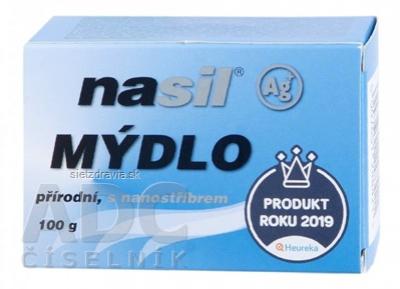 nasil®
Ag
MÝDLO
sietzdravia.sk
přírodní, s nanostříbrem
100 g
PRODUKT
ROKU 2019
Heureka
ADC
ČÍSELNÍK